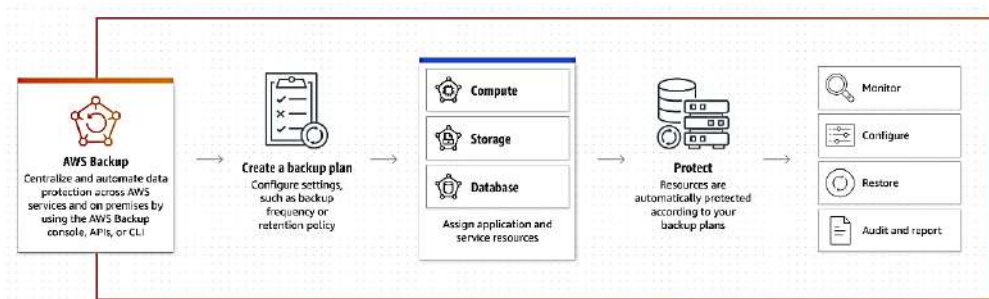 AWS Backup
Centralize and automate data
protection across AWS
services and on premises by
using the AWS Backup
console, APIs, or CLI
Create a backup plan
Configure settings,
such as backup
frequency or
retention policy
Compute
Storage
Database
Assign application and
service resources
Protect
Resources are
automatically protected
according to your
backup plans
Monitor
Configure
Restore
Audit and report